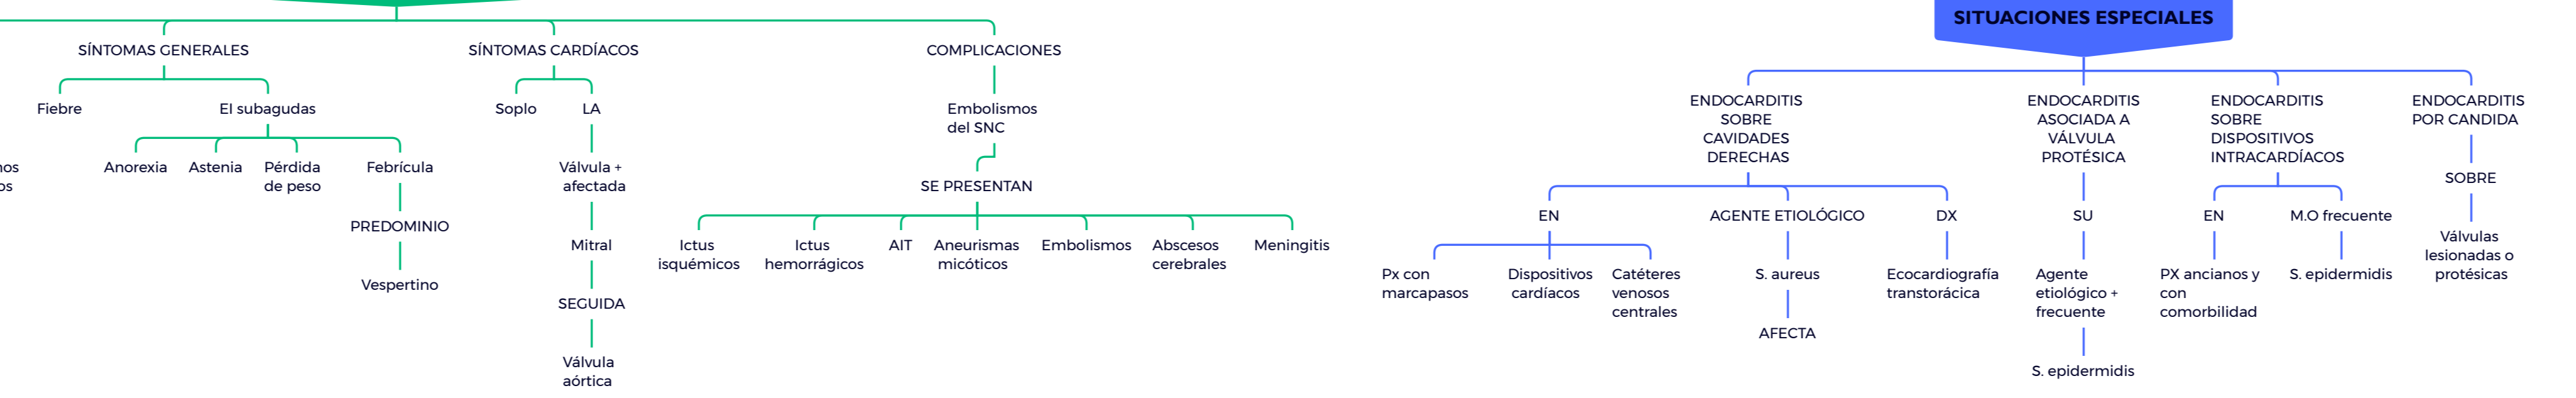 SITUACIONES ESPECIALES
SÍNTOMAS GENERALES
Fiebre
EI subagudas
Anorexia
Astenia
Pérdida
de peso
Febrícula
PREDOMINIO
Vespertino
SÍNTOMAS CARDÍACOS
Soplo
LA
Válvula +
afectada
Mitral
SEGUIDA
Válvula
aórtica
COMPLICACIONES
Embolismos
del SNC
SE PRESENTAN
Ictus
isquémicos
Ictus
hemorrágicos
AIT
Aneurismas
micóticos
Embolismos
Abscesos
cerebrales
Meningitis
ENDOCARDITIS
SOBRE
CAVIDADES
DERECHAS
EN
Px con
marcapasos
Dispositivos
cardíacos
Catéteres
venosos
centrales
AGENTE ETIOLÓGICO
S. aureus
AFECTA
DX
Ecocardiografía
transtorácica
ENDOCARDITIS
ASOCIADA A
VÁLVULA
PROTÉSICA
SU
Agente
etiológico +
frecuente
S. epidermidis
ENDOCARDITIS
SOBRE
DISPOSITIVOS
INTRACARDÍACOS
EN
PX ancianos y
con
comorbilidad
M.O frecuente
S. epidermidis
ENDOCARDITIS
POR CANDIDA
SOBRE
Válvulas
lesionadas o
protésicas